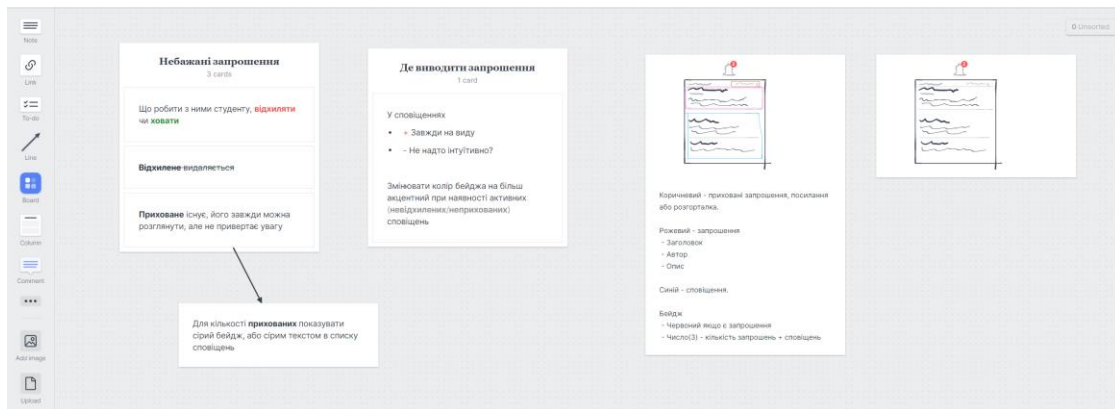 Note
Link
To-do
Line
Board
Column
Comment
Add image
Upload
0 Unsorted
Небажані запрошення
3 cards
Що робити з ними студенту, відхиляти
чи ховати
Відхилене видаляється
Приховане існує, його завжди можна
розглянути, але не привертає увагу
Для кількості прихованих показувати
сірий бейдж, або сірим текстом в списку
сповіщень
Де виводити запрошення
1 card
У сповіщеннях
• + Завжди на виду
• - Не надто інтуїтивно?
Змінювати колір бейджа на більш
акцентний при наявності активних
(невідхилених/неприхованих)
сповіщень
Коричневий - приховані запрошення, посилання
або розгорталка.
Рожевий - запрошення
- Заголовок
- Автор
- Опис
Синій - сповіщення.
Бейдж
- Червоний якщо є запрошення
- Число(3) - кількість запрошень + сповіщень